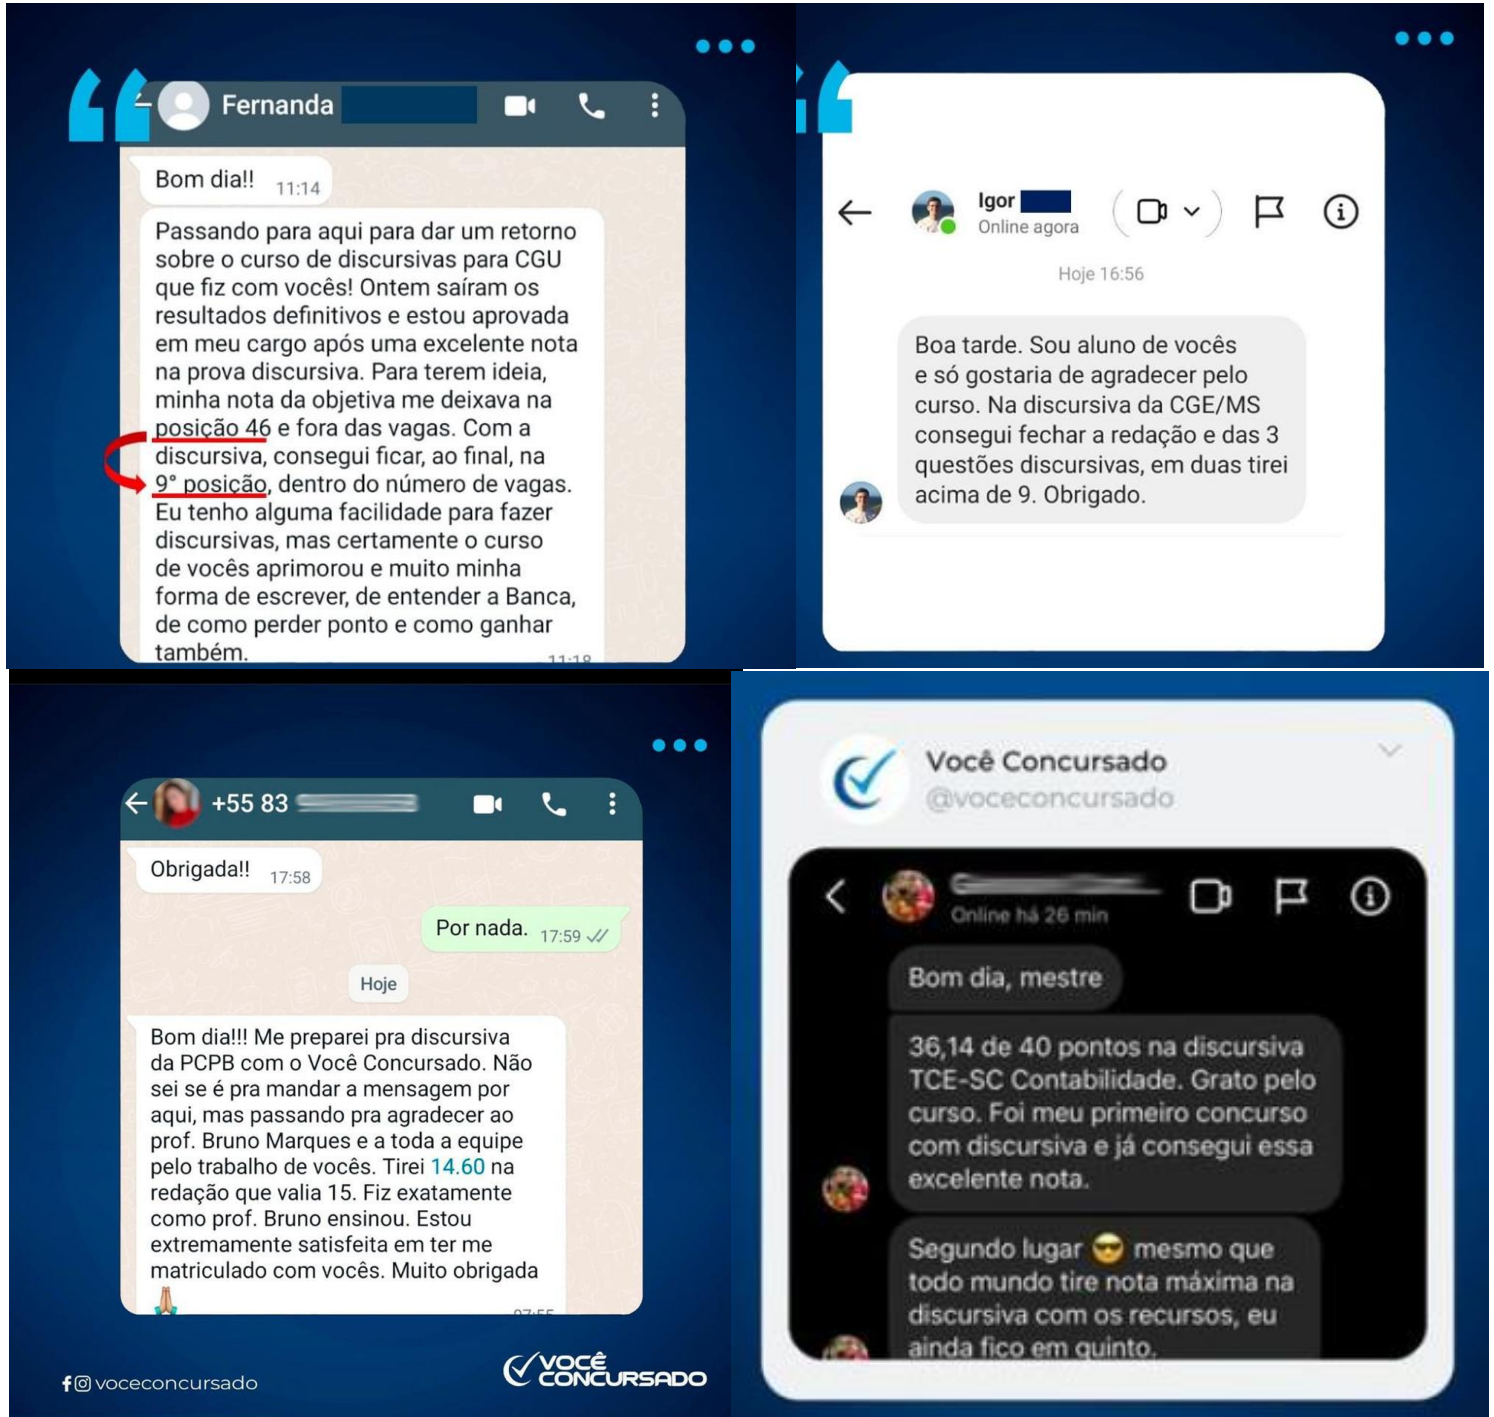 Fernanda
Bom dia!! 11:14
Passando para aqui para dar um retorno
sobre o curso de discursivas para CGU
que fiz com vocês! Ontem saíram os
resultados definitivos e estou aprovada
em meu cargo após uma excelente nota
na prova discursiva. Para terem ideia,
minha nota da objetiva me deixava na
posição 46 e fora das vagas. Com a
discursiva, consegui ficar, ao final, na
9° posição, dentro do número de vagas.
Eu tenho alguma facilidade para fazer
discursivas, mas certamente o curso
de vocês aprimorou e muito minha
forma de escrever, de entender a Banca,
de como perder ponto e como ganhar
também.
11:18
Igor
Online agora
Hoje 16:56
Boa tarde. Sou aluno de vocês
e só gostaria de agradecer pelo
curso. Na discursiva da CGE/MS
consegui fechar a redação e das 3
questões discursivas, em duas tirei
acima de 9. Obrigado.
+55 83
Obrigada!! 17:58
Por nada. 17:59
Hoje
Bom dia!!! Me preparei pra discursiva
da PCPB com o Você Concursado. Não
sei se é pra mandar a mensagem por
aqui, mas passando pra agradecer ao
prof. Bruno Marques e a toda a equipe
pelo trabalho de vocês. Tirei 14.60 na
redação que valia 15. Fiz exatamente
como prof. Bruno ensinou. Estou
extremamente satisfeita em ter me
matriculado com vocês. Muito obrigada
🙏🏼
07:55
voceconcursado
VOCÊ
CONCURSADO
Você Concursado
@voceconcursado
Online há 26 min
Bom dia, mestre
36,14 de 40 pontos na discursiva
TCE-SC Contabilidade. Grato pelo
curso. Foi meu primeiro concurso
com discursiva e já consegui essa
excelente nota.
Segundo lugar 😎 mesmo que
todo mundo tire nota máxima na
discursiva com os recursos, eu
ainda fico em quinto.